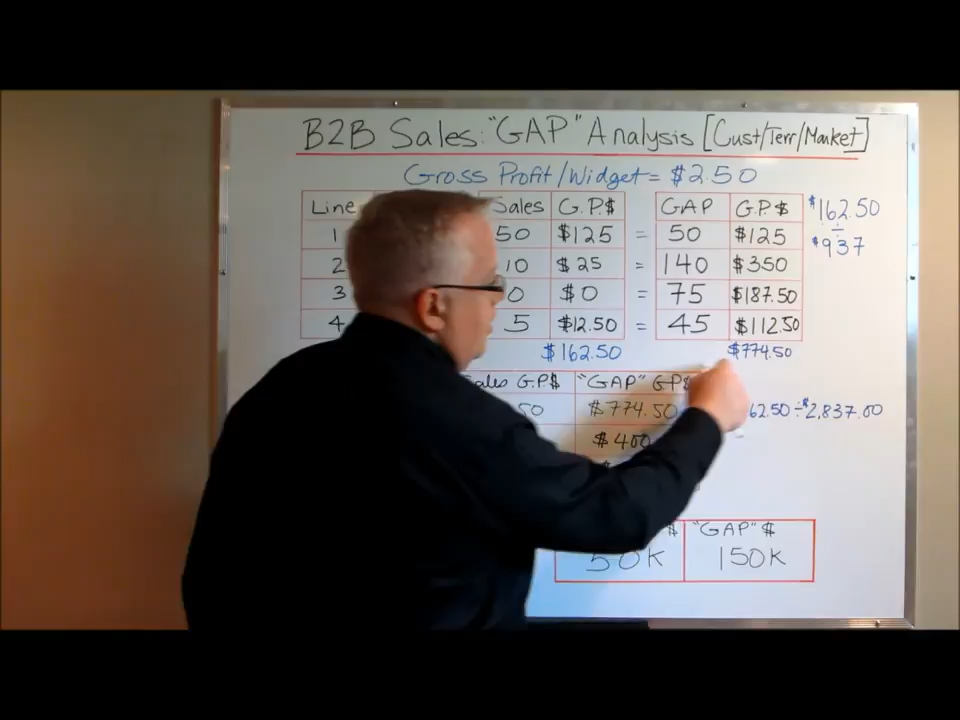 B2B Sales: "GAP" Analysis [Cust/Terr/Market]
Gross Profit/Widget = $2.50
Line Sales G.P.$ GAP G.P.$ $162.50
1 50 $125 = 50 $125 ÷
2 10 $25 = 140 $350 $937
3 0 $0 = 75 $187.50
4 5 $12.50 = 45 $112.50
$162.50 $774.50
Sales G.P.$ "GAP" G.P.$
50 $774.50 62.50 ÷ $2,837.00
$400
$ "GAP" $
50K 150K